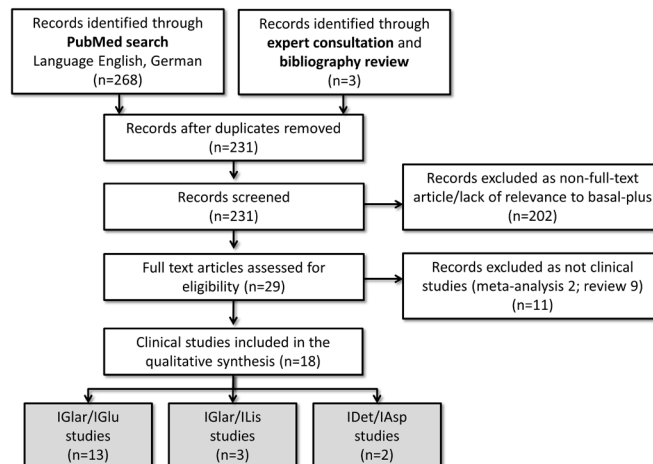 Records identified through
PubMed search
Language English, German
(n=268)
Records identified through
expert consultation and
bibliography review
(n=3)
Records after duplicates removed
(n=231)
Records screened
(n=231)
Records excluded as non-full-text
article/lack of relevance to basal-plus
(n=202)
Full text articles assessed for
eligibility (n=29)
Records excluded as not clinical
studies (meta-analysis 2; review 9)
(n=11)
Clinical studies included in the
qualitative synthesis (n=18)
IGlar/IGlu
studies
(n=13)
IGlar/ILis
studies
(n=3)
IDet/IAsp
studies
(n=2)